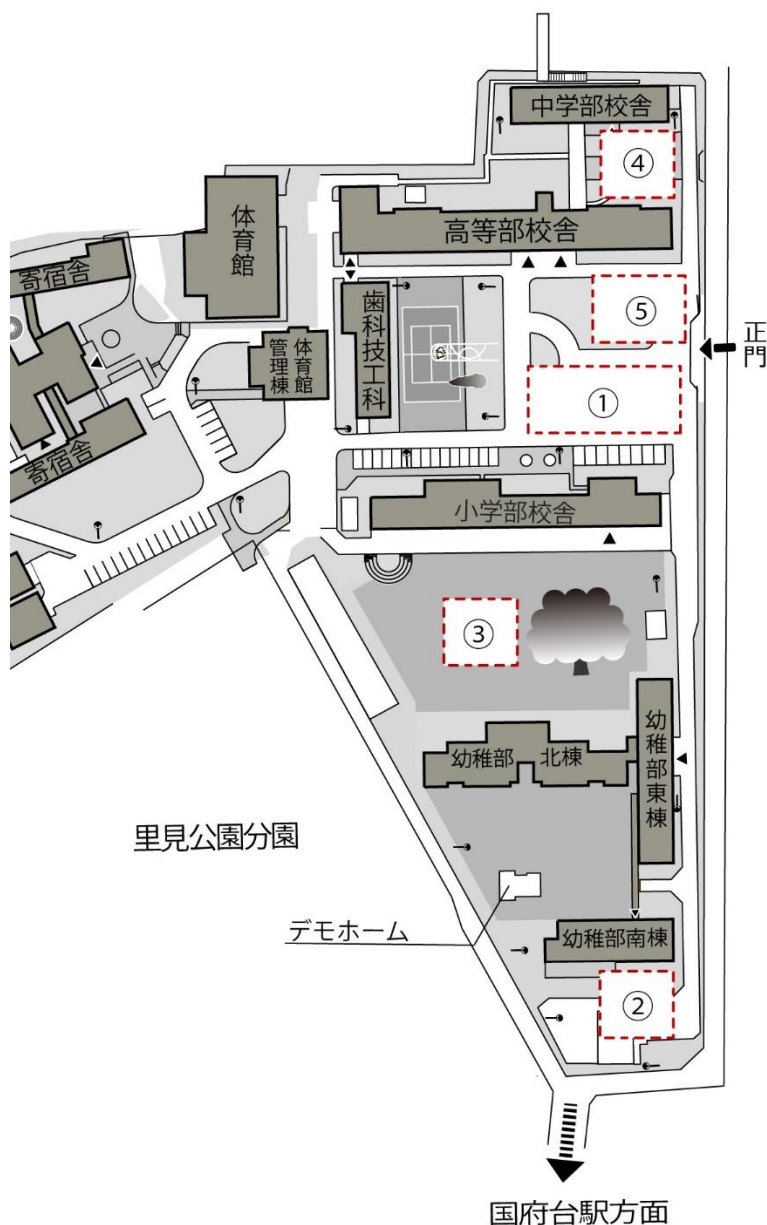 中学部校舎
④
高等部校舎
体育館
寄宿舎
⑤
正門
歯科技工科
体育館
管理棟
①
寄宿舎
小学部校舎
③
幼稚部東棟
幼稚部 北棟
里見公園分園
デモホーム
幼稚部南棟
②
国府台駅方面